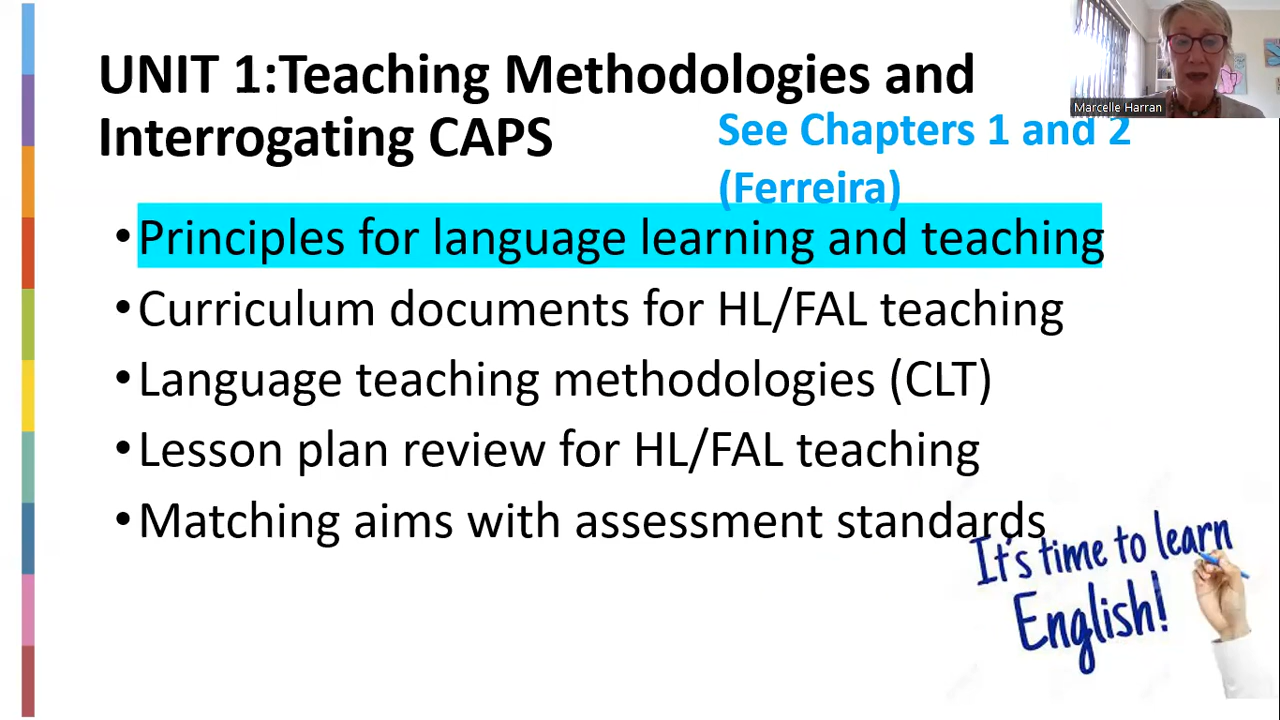 UNIT 1:Teaching Methodologies and
Interrogating CAPS
See Chapters 1 and 2
(Ferreira)
Marcelle Harran
•Principles for language learning and teaching
•Curriculum documents for HL/FAL teaching
•Language teaching methodologies (CLT)
•Lesson plan review for HL/FAL teaching
•Matching aims with assessment standards
It's time to learn
English!